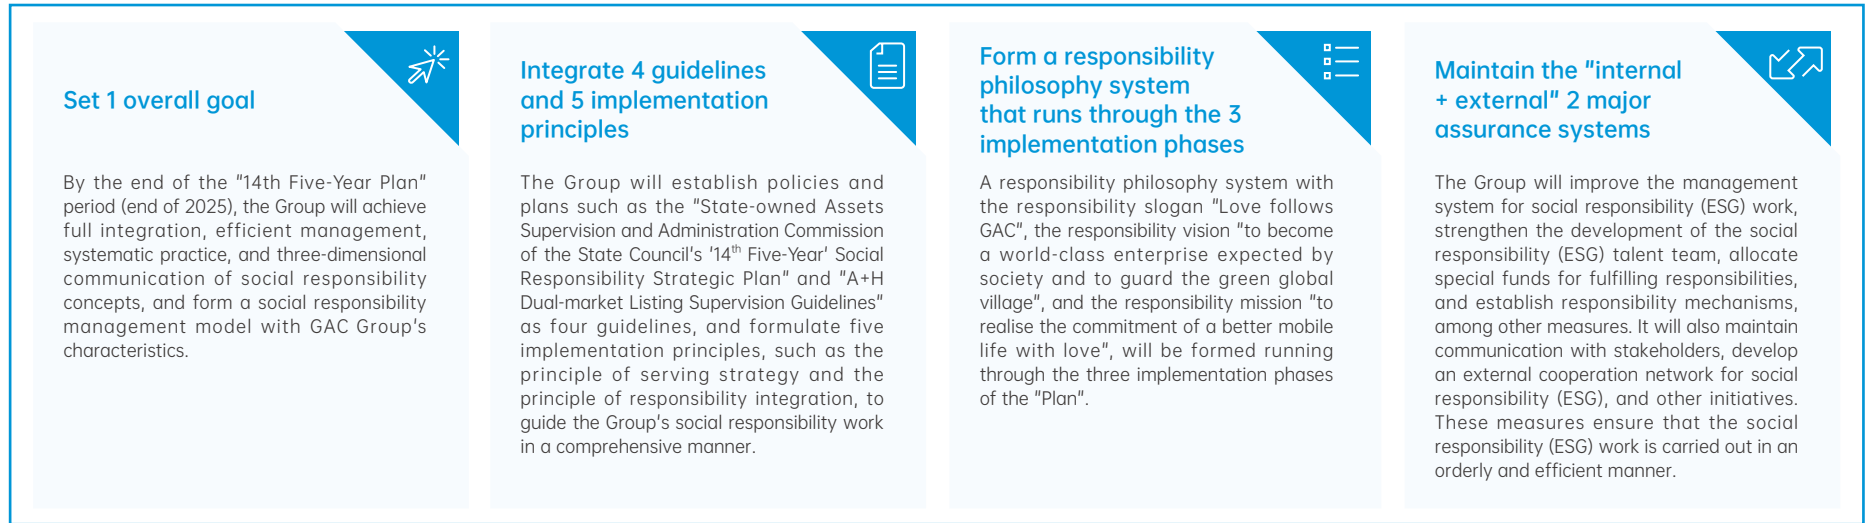 Set 1 overall goal
By the end of the "14th Five-Year Plan"
period (end of 2025), the Group will achieve
full integration, efficient management,
systematic practice, and three-dimensional
communication of social responsibility
concepts, and form a social responsibility
management model with GAC Group's
characteristics.
Integrate 4 guidelines
and 5 implementation
principles
The Group will establish policies and
plans such as the "State-owned Assets
Supervision and Administration Commission
of the State Council's '14th Five-Year' Social
Responsibility Strategic Plan" and "A+H
Dual-market Listing Supervision Guidelines"
as four guidelines, and formulate five
implementation principles, such as the
principle of serving strategy and the
principle of responsibility integration, to
guide the Group's social responsibility work
in a comprehensive manner.
Form a responsibility
philosophy system
that runs through the 3
implementation phases
A responsibility philosophy system with
the responsibility slogan "Love follows
GAC", the responsibility vision "to become
a world-class enterprise expected by
society and to guard the green global
village", and the responsibility mission "to
realise the commitment of a better mobile
life with love", will be formed running
through the three implementation phases
of the "Plan".
Maintain the "internal
+ external" 2 major
assurance systems
The Group will improve the management
system for social responsibility (ESG) work,
strengthen the development of the social
responsibility (ESG) talent team, allocate
special funds for fulfilling responsibilities,
and establish responsibility mechanisms,
among other measures. It will also maintain
communication with stakeholders, develop
an external cooperation network for social
responsibility (ESG), and other initiatives.
These measures ensure that the social
responsibility (ESG) work is carried out in an
orderly and efficient manner.